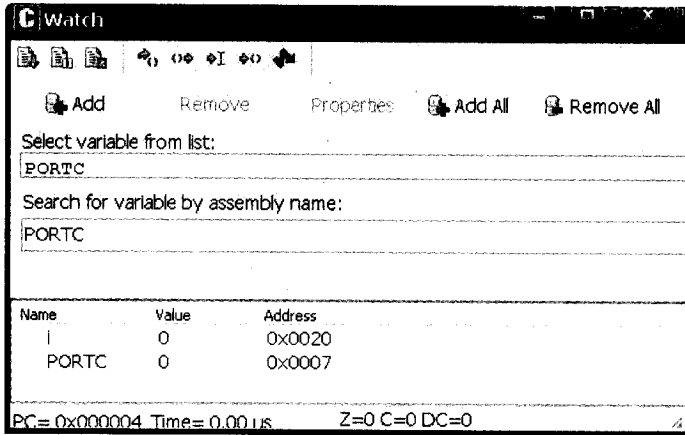 C Watch
Add Remove Properties Add All Remove All
Select variable from list:
PORTC
Search for variable by assembly name:
PORTC
Name Value Address
i 0 0x0020
PORTC 0 0x0007
PC= 0x000004 Time= 0.00 us Z=0 C=0 DC=0